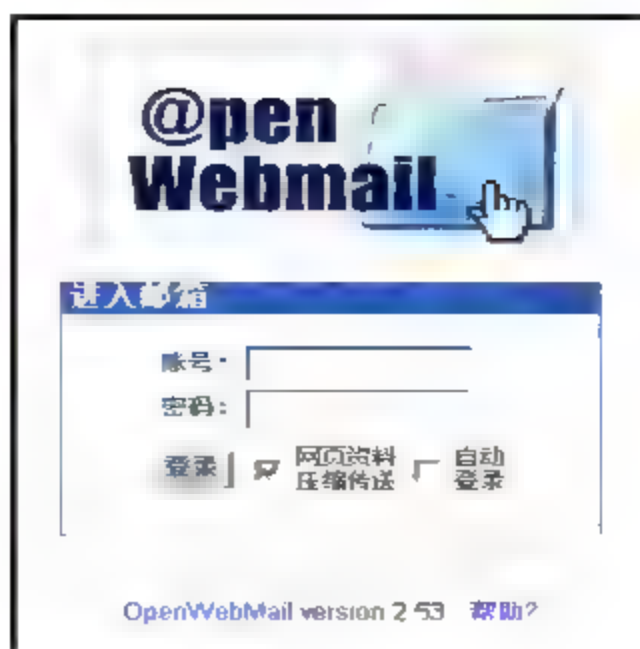 @pen
Webmail
进入邮箱
账号:
密码:
登录 网页资料 自动
压缩传送 登录
OpenWebMail version 2.53 帮助?